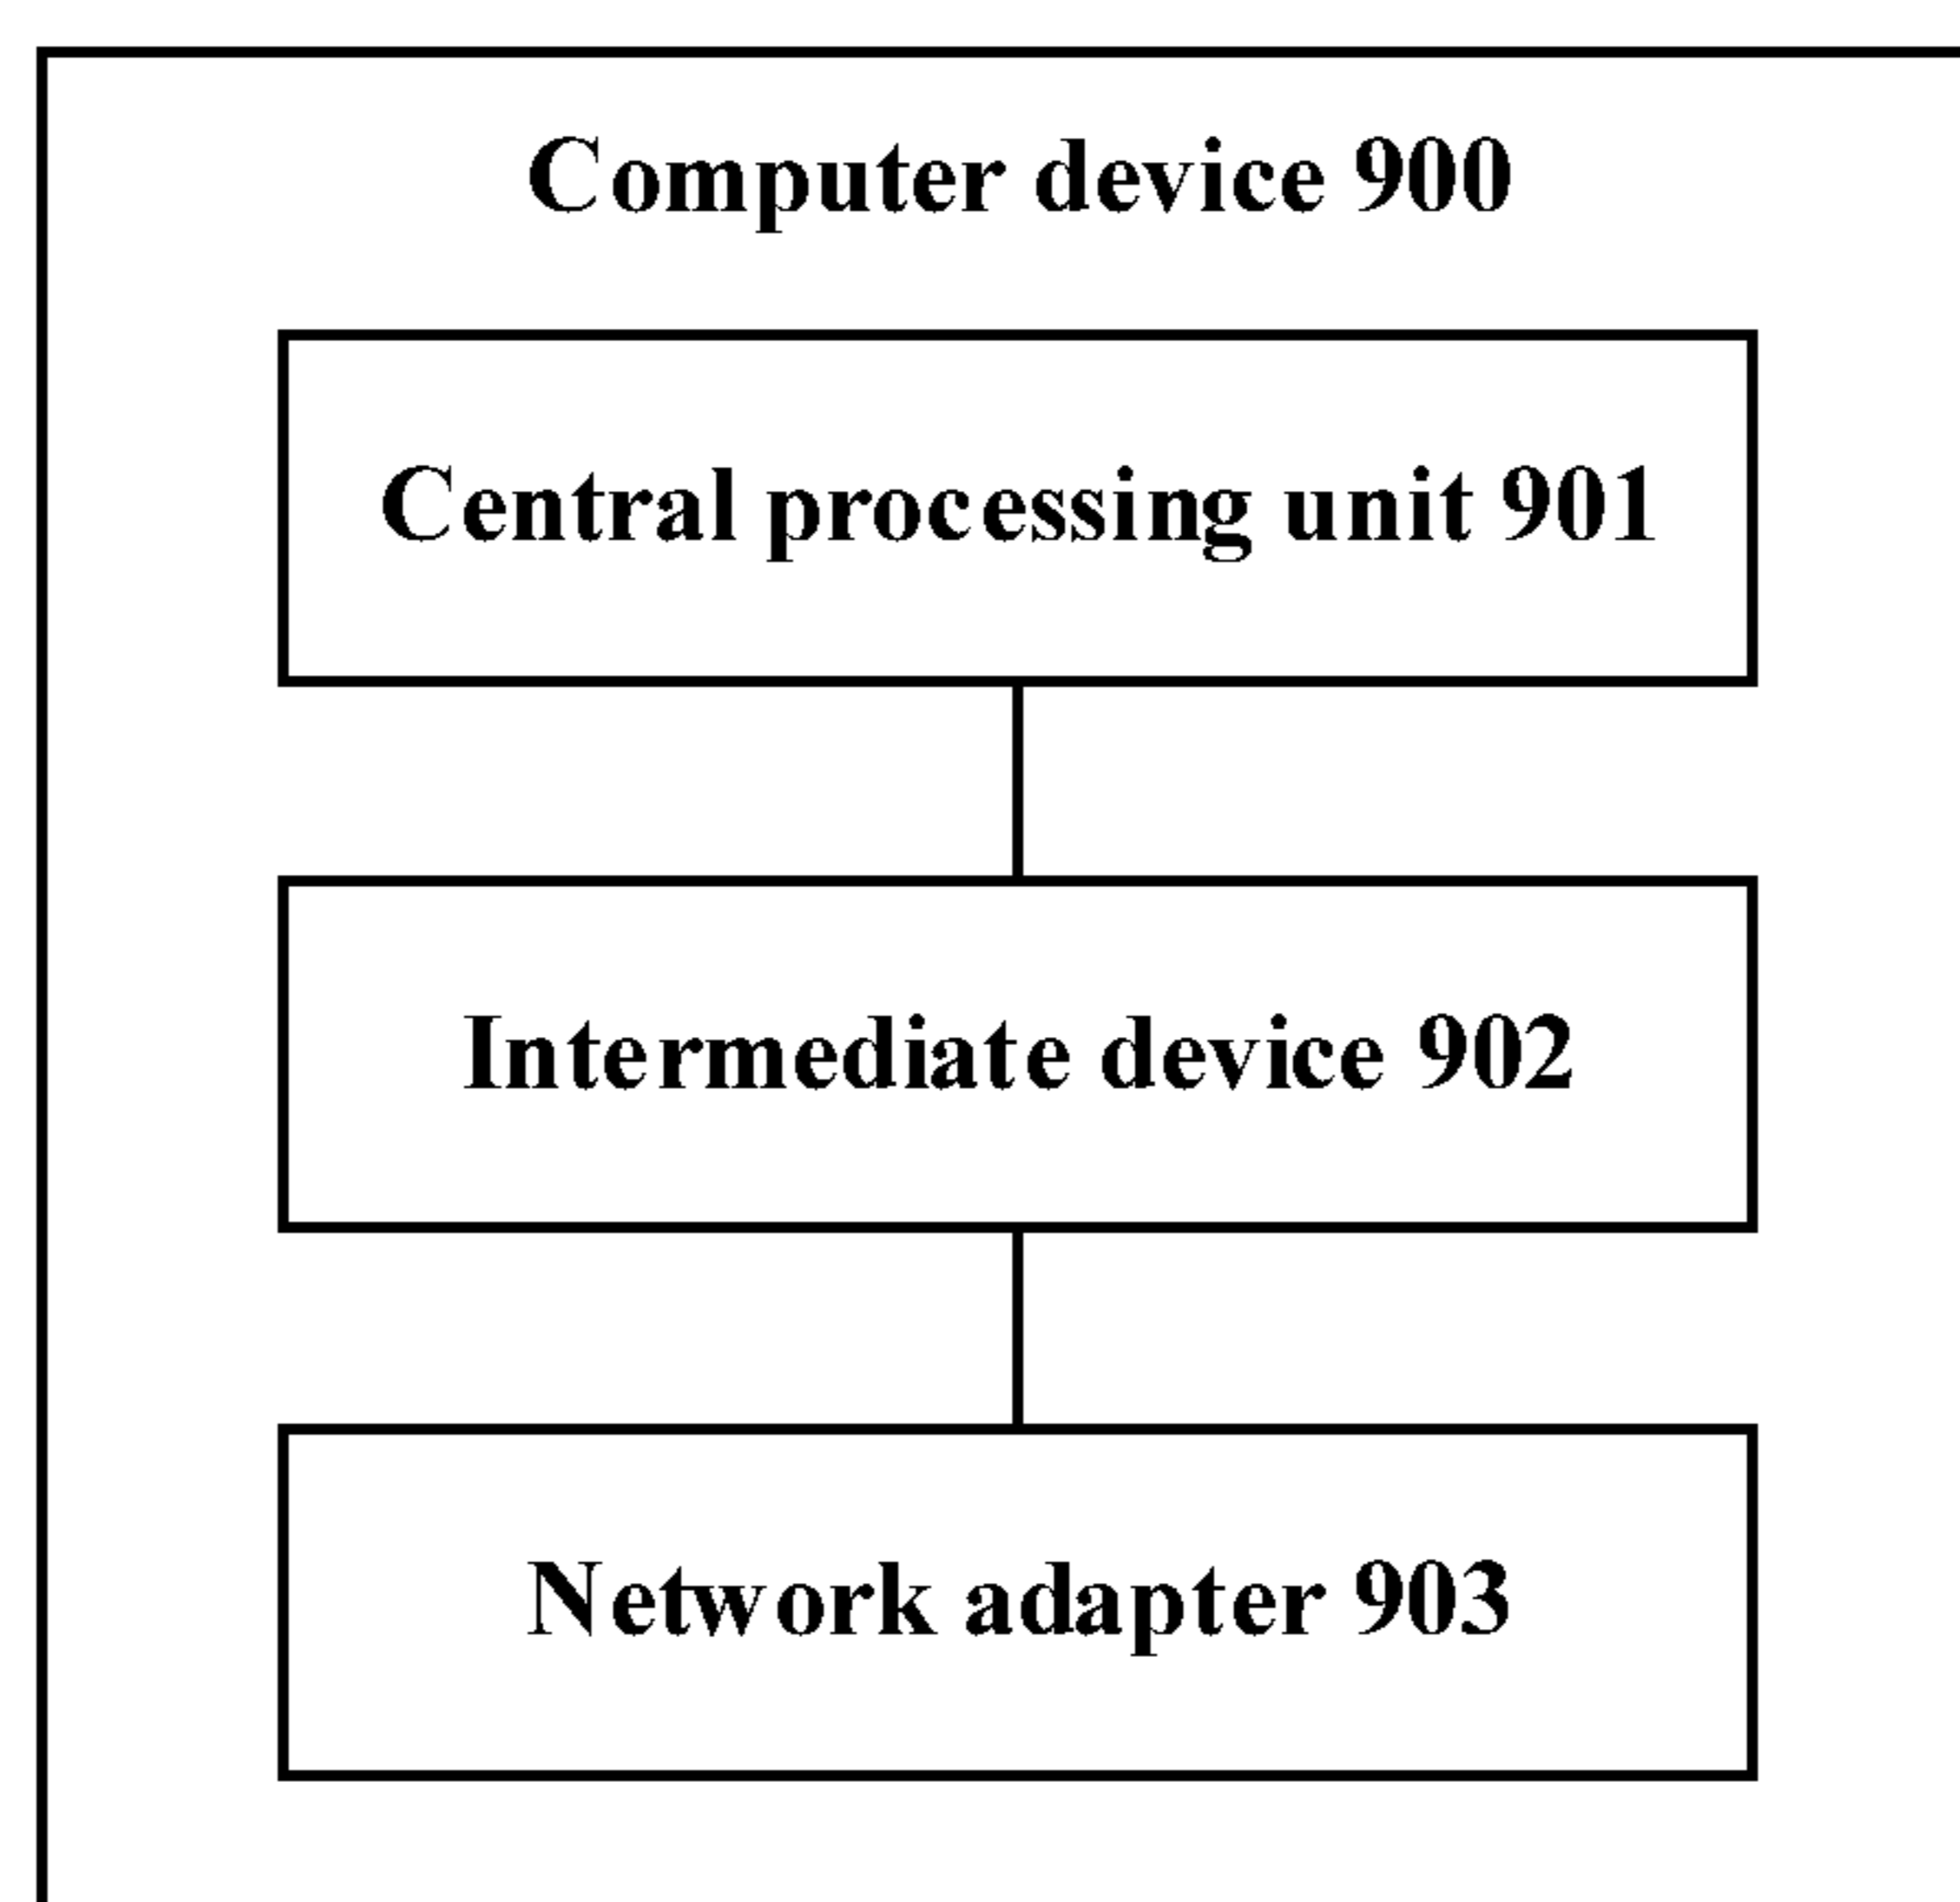 Computer device 900
Central processing unit 901
Intermediate device 902
Network adapter 903